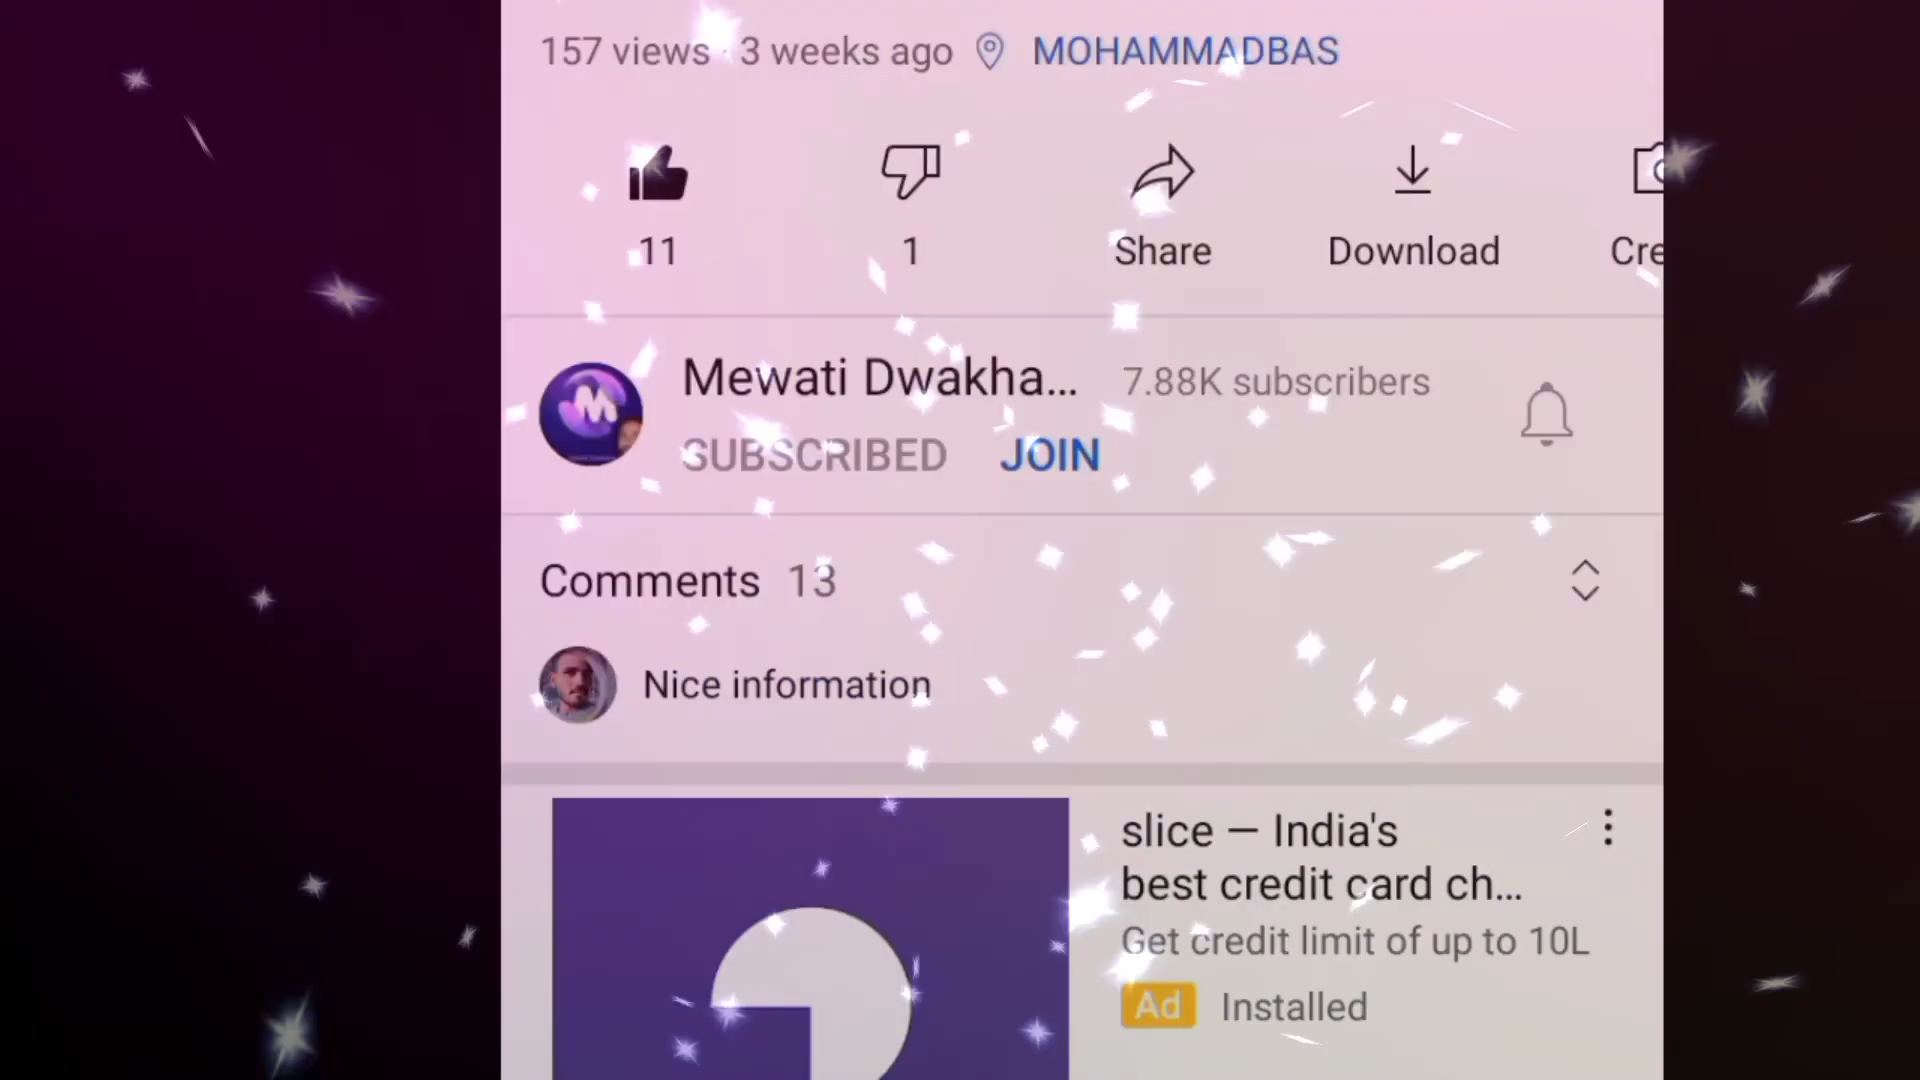 157 views · 3 weeks ago MOHAMMADBAS
11
1
Share
Download
Cre
Mewati Dwakha... 7.88K subscribers
SUBSCRIBED JOIN
Comments 13
Nice information
slice — India's
best credit card ch...
Get credit limit of up to 10L
Ad Installed